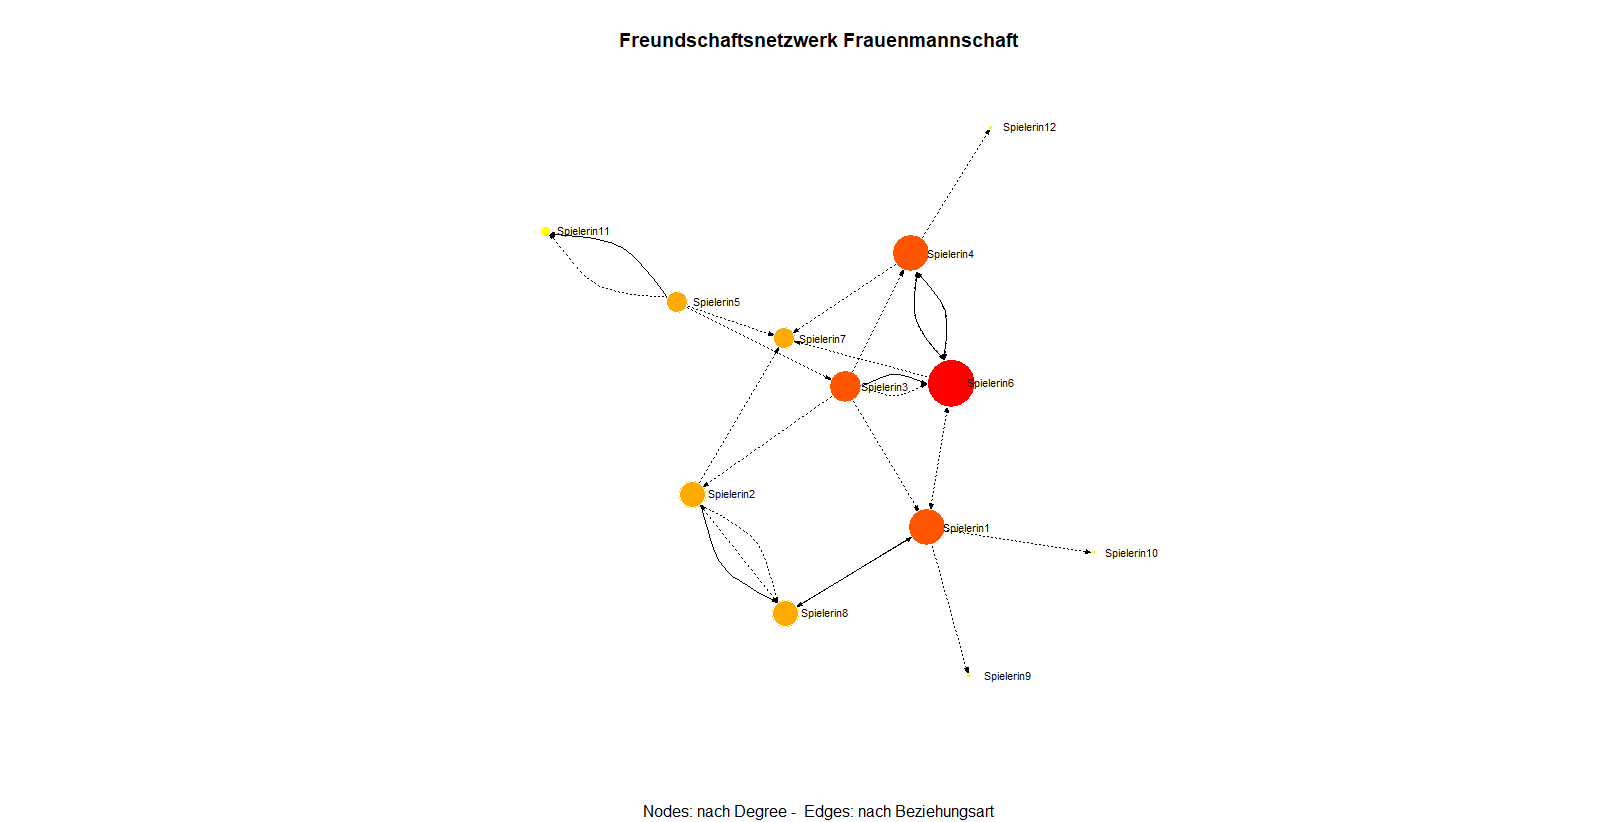 Freundschaftsnetzwerk Frauenmannschaft
Spielerin12
Spielerin11
Spielerin4
Spielerin5
Spielerin7
Spielerin3
Spielerin6
Spielerin2
Spielerin1
Spielerin10
Spielerin8
Spielerin9
Nodes: nach Degree - Edges: nach Beziehungsart